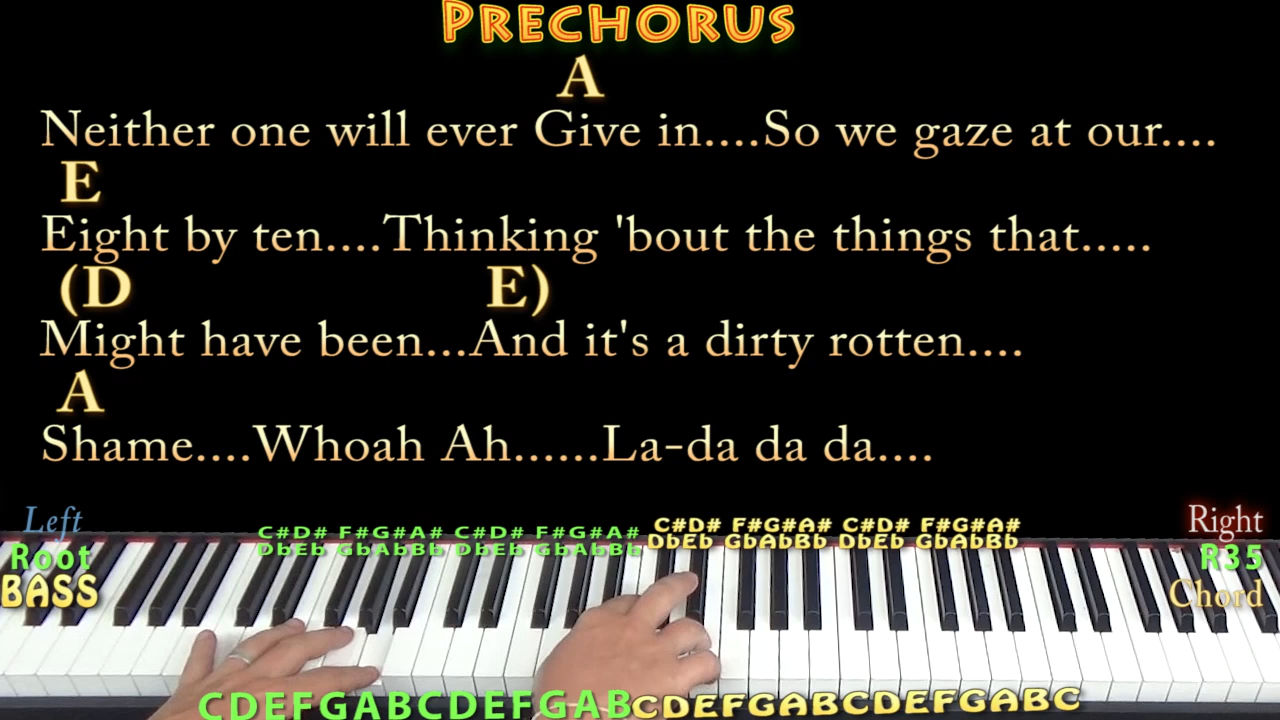 PRECHORUS
A
Neither one will ever Give in....So we gaze at our....
E
Eight by ten....Thinking 'bout the things that.....
(D E)
Might have been...And it's a dirty rotten....
A
Shame....Whoah Ah......La-da da da....
Left
Root
BASS
C#D# F#G#A# C#D# F#G#A# C#D# F#G#A# C#D# F#G#A#
DbEb GbAbBb DbEb GbAbBb DbEb GbAbBb DbEb GbAbBb
Right
R35
Chord
CDEFGABCDEFGABCDEFGABCDEFGABC